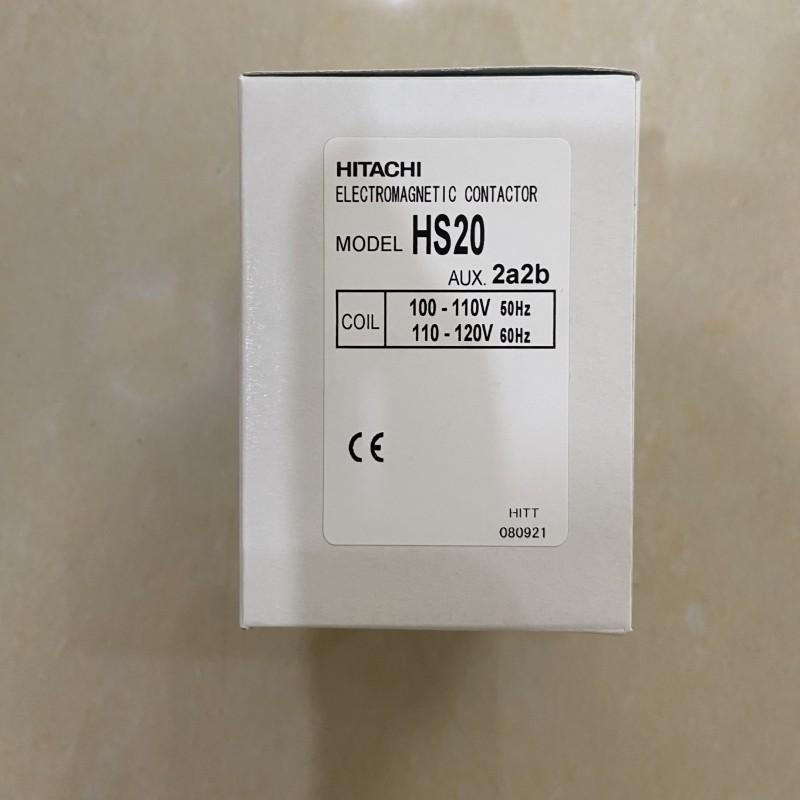 HITACHI
ELECTROMAGNETIC CONTACTOR
MODEL HS20
AUX. 2a2b
COIL
100 - 110V 50Hz
110 - 120V 60Hz
CE
HITT
080921